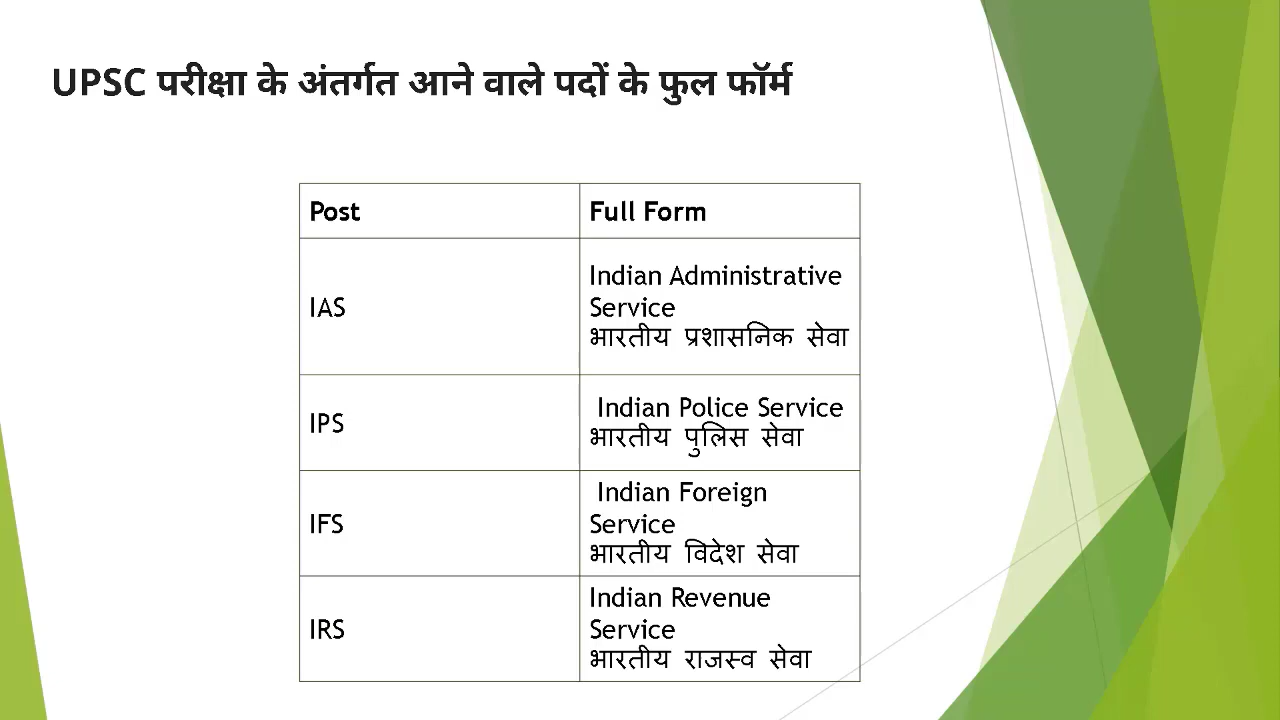 UPSC परीक्षा के अंतर्गत आने वाले पदों के फुल फॉर्म
Post
Full Form
IAS
Indian Administrative
Service
भारतीय प्रशासनिक सेवा
IPS
Indian Police Service
भारतीय पुलिस सेवा
IFS
Indian Foreign
Service
भारतीय विदेश सेवा
IRS
Indian Revenue
Service
भारतीय राजस्व सेवा